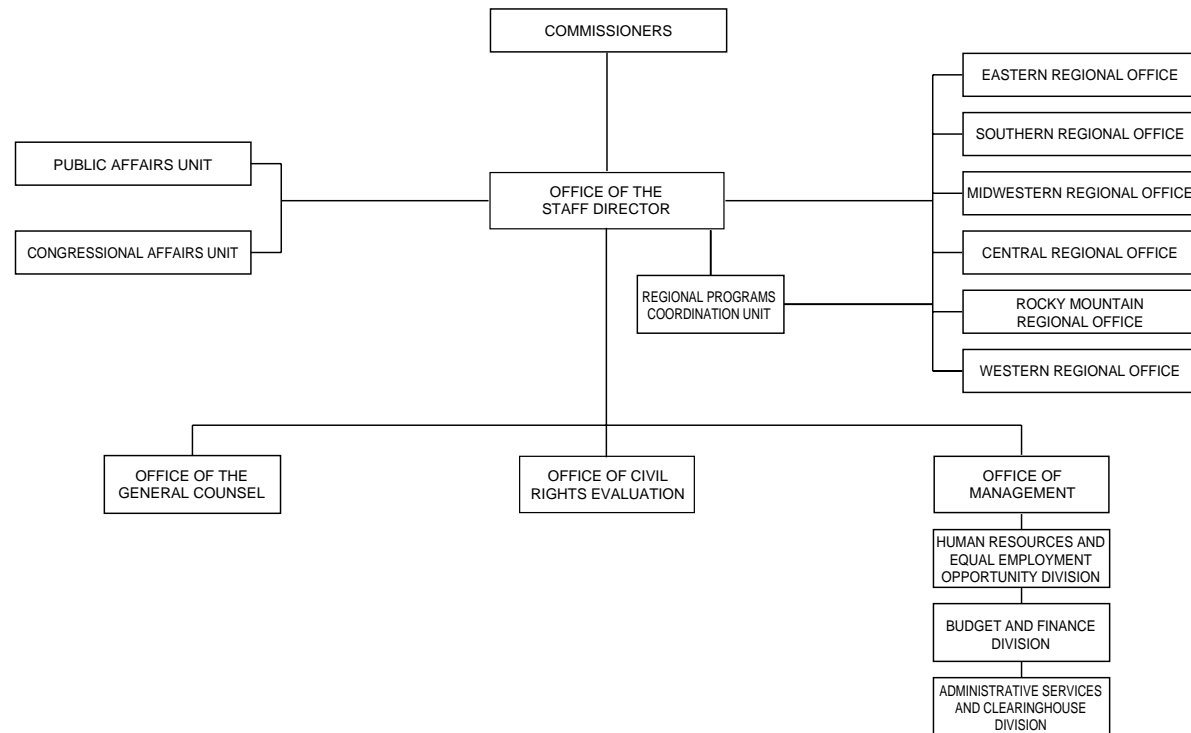 COMMISSIONERS
EASTERN REGIONAL OFFICE
SOUTHERN REGIONAL OFFICE
PUBLIC AFFAIRS UNIT
OFFICE OF THE
STAFF DIRECTOR
MIDWESTERN REGIONAL OFFICE
CONGRESSIONAL AFFAIRS UNIT
CENTRAL REGIONAL OFFICE
REGIONAL PROGRAMS
COORDINATION UNIT
ROCKY MOUNTAIN
REGIONAL OFFICE
WESTERN REGIONAL OFFICE
OFFICE OF THE
GENERAL COUNSEL
OFFICE OF CIVIL
RIGHTS EVALUATION
OFFICE OF
MANAGEMENT
HUMAN RESOURCES AND
EQUAL EMPLOYMENT
OPPORTUNITY DIVISION
BUDGET AND FINANCE
DIVISION
ADMINISTRATIVE SERVICES
AND CLEARINGHOUSE
DIVISION